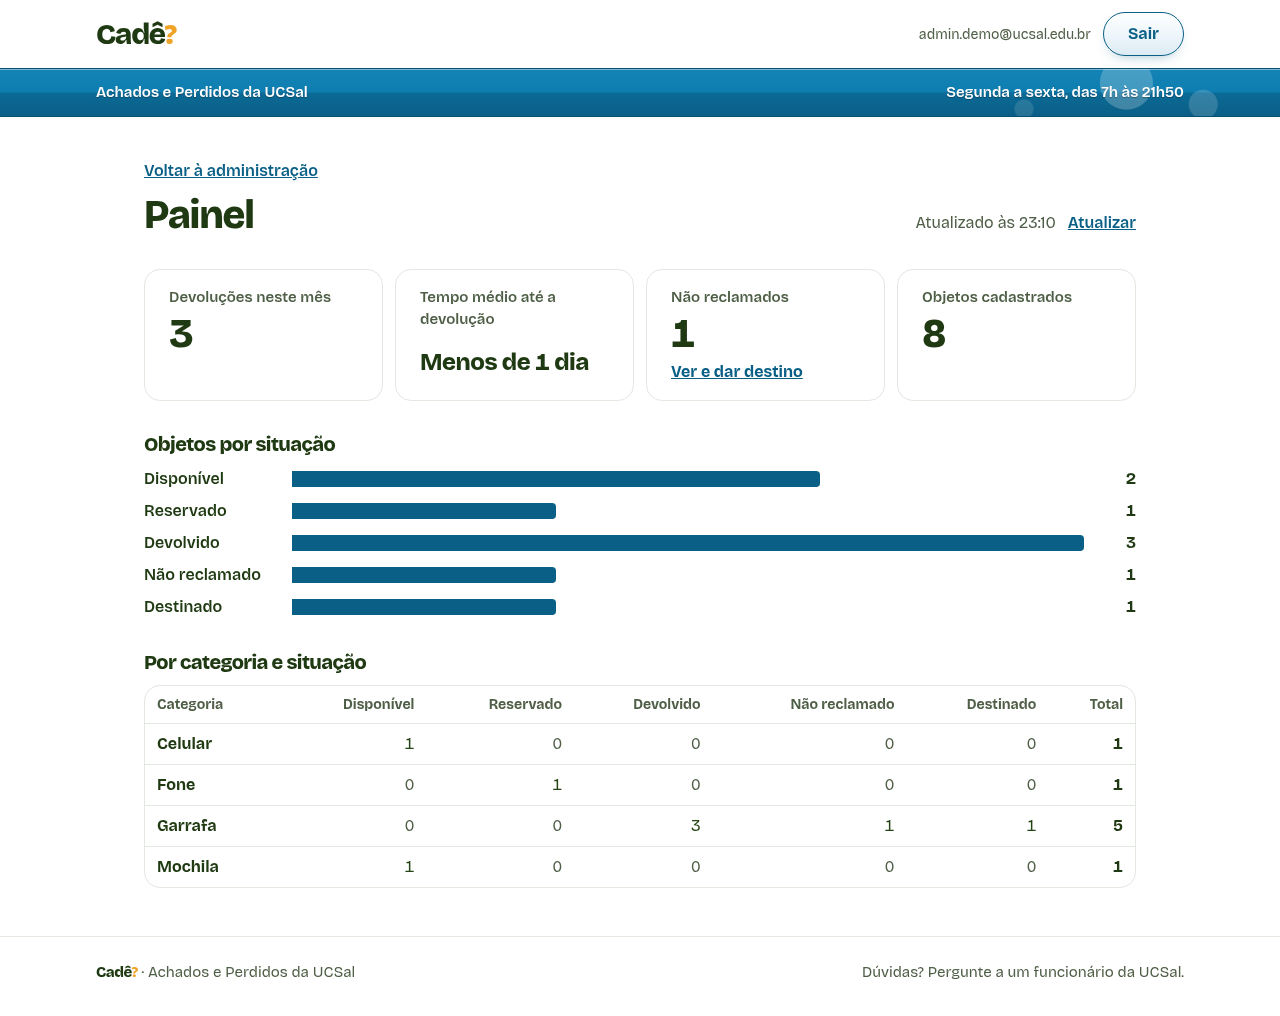 Cadê?
admin.demo@ucsal.edu.br
Sair
Achados e Perdidos da UCSal
Segunda a sexta, das 7h às 21h50
Voltar à administração
Painel
Atualizado às 23:10 Atualizar
Devoluções neste mês
3
Tempo médio até a
devolução
Menos de 1 dia
Não reclamados
1
Ver e dar destino
Objetos cadastrados
8
Objetos por situação
Disponível 2
Reservado 1
Devolvido 3
Não reclamado 1
Destinado 1
Por categoria e situação
Categoria Disponível Reservado Devolvido Não reclamado Destinado Total
Celular 1 0 0 0 0 1
Fone 0 1 0 0 0 1
Garrafa 0 0 3 1 1 5
Mochila 1 0 0 0 0 1
Cadê? · Achados e Perdidos da UCSal
Dúvidas? Pergunte a um funcionário da UCSal.